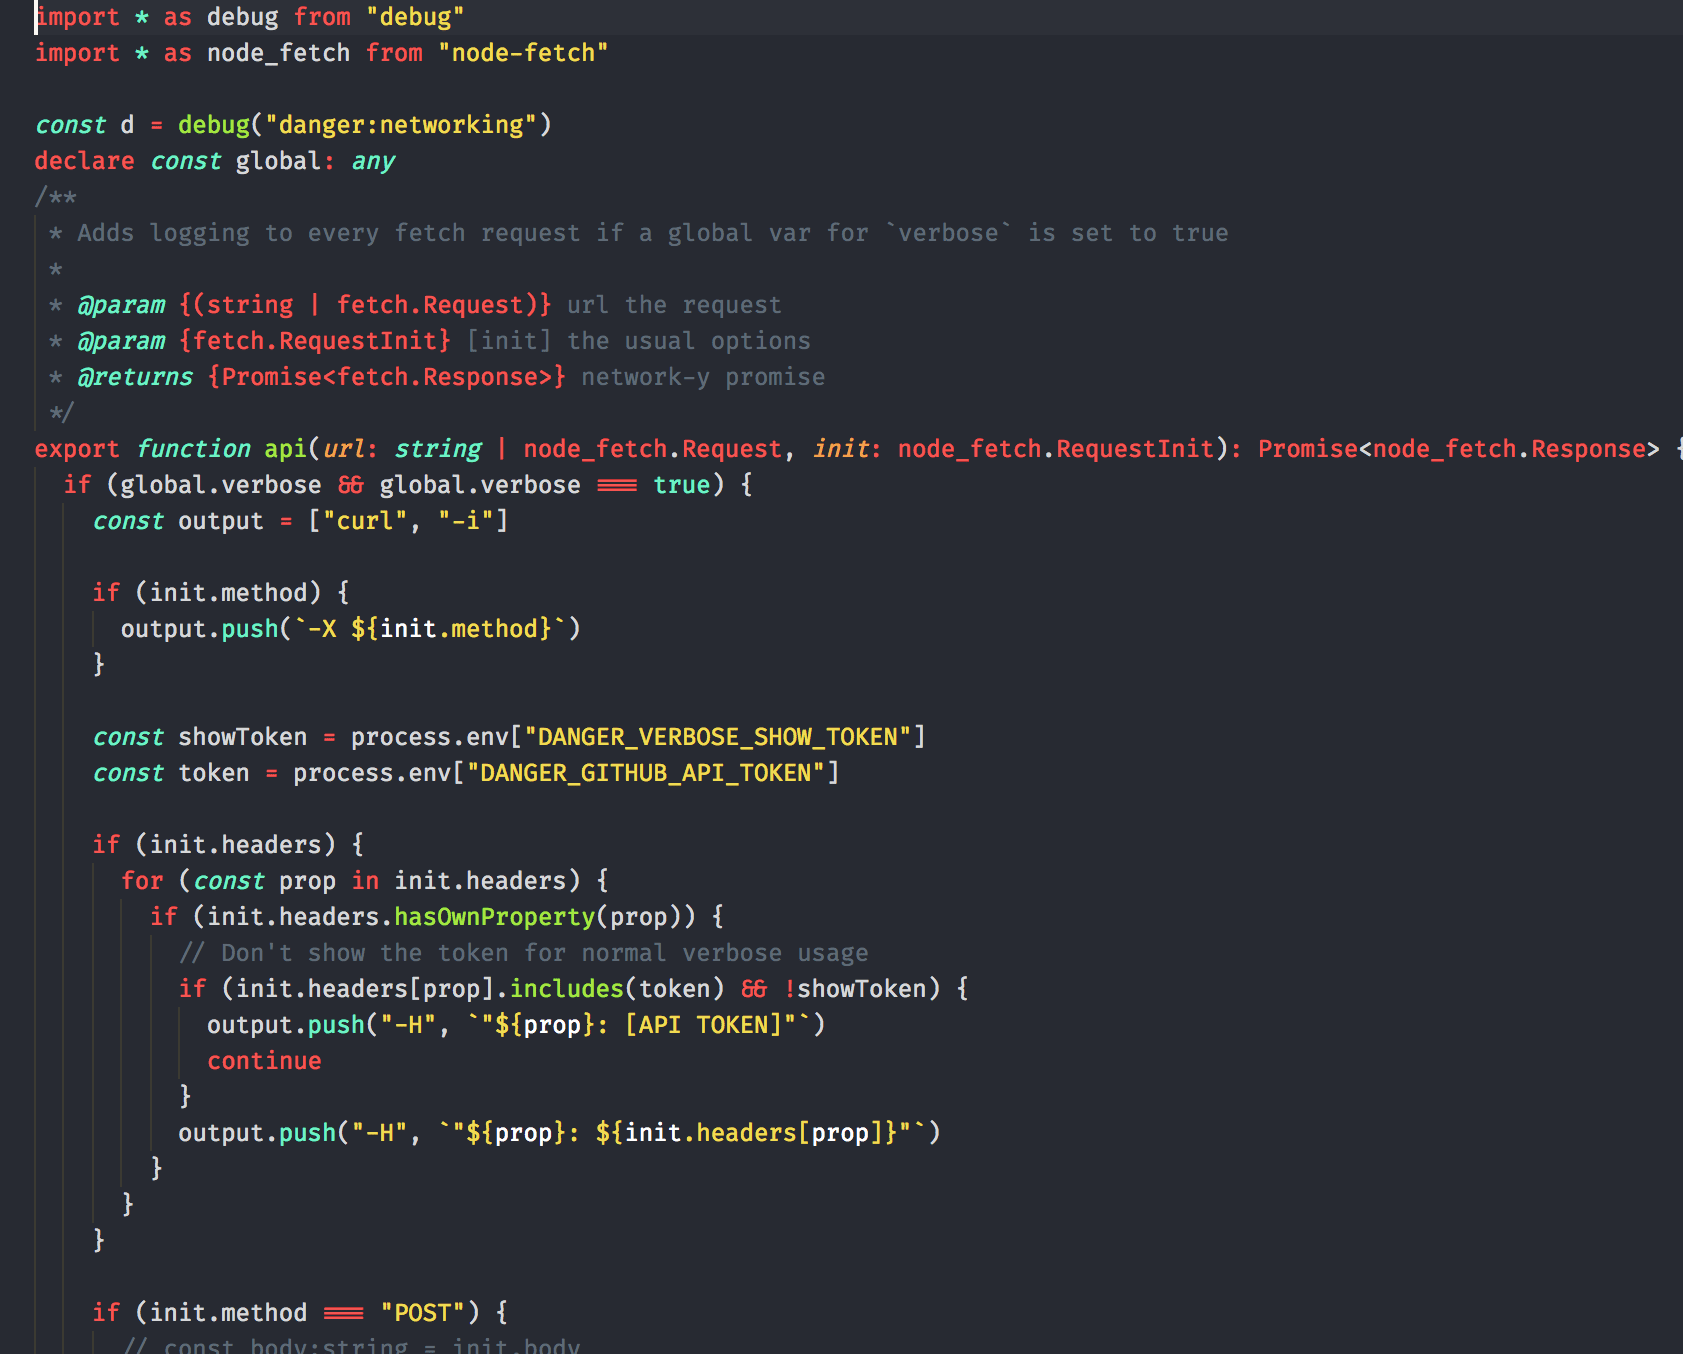 import * as debug from "debug"
import * as node_fetch from "node-fetch"
const d = debug("danger:networking")
declare const global: any
/**
* Adds logging to every fetch request if a global var for `verbose` is set to true
*
* @param {(string | fetch.Request)} url the request
* @param {fetch.RequestInit} [init] the usual options
* @returns {Promise<fetch.Response>} network-y promise
*/
export function api(url: string | node_fetch.Request, init: node_fetch.RequestInit): Promise<node_fetch.Response> {
if (global.verbose && global.verbose === true) {
const output = ["curl", "-i"]
if (init.method) {
output.push(`-X ${init.method}`)
}
const showToken = process.env["DANGER_VERBOSE_SHOW_TOKEN"]
const token = process.env["DANGER_GITHUB_API_TOKEN"]
if (init.headers) {
for (const prop in init.headers) {
if (init.headers.hasOwnProperty(prop)) {
// Don't show the token for normal verbose usage
if (init.headers[prop].includes(token) && !showToken) {
output.push("-H", `"${prop}: [API TOKEN]"`)
continue
}
output.push("-H", `"${prop}: ${init.headers[prop]}"`)
}
}
}
if (init.method === "POST") {
// const body:string = init.body